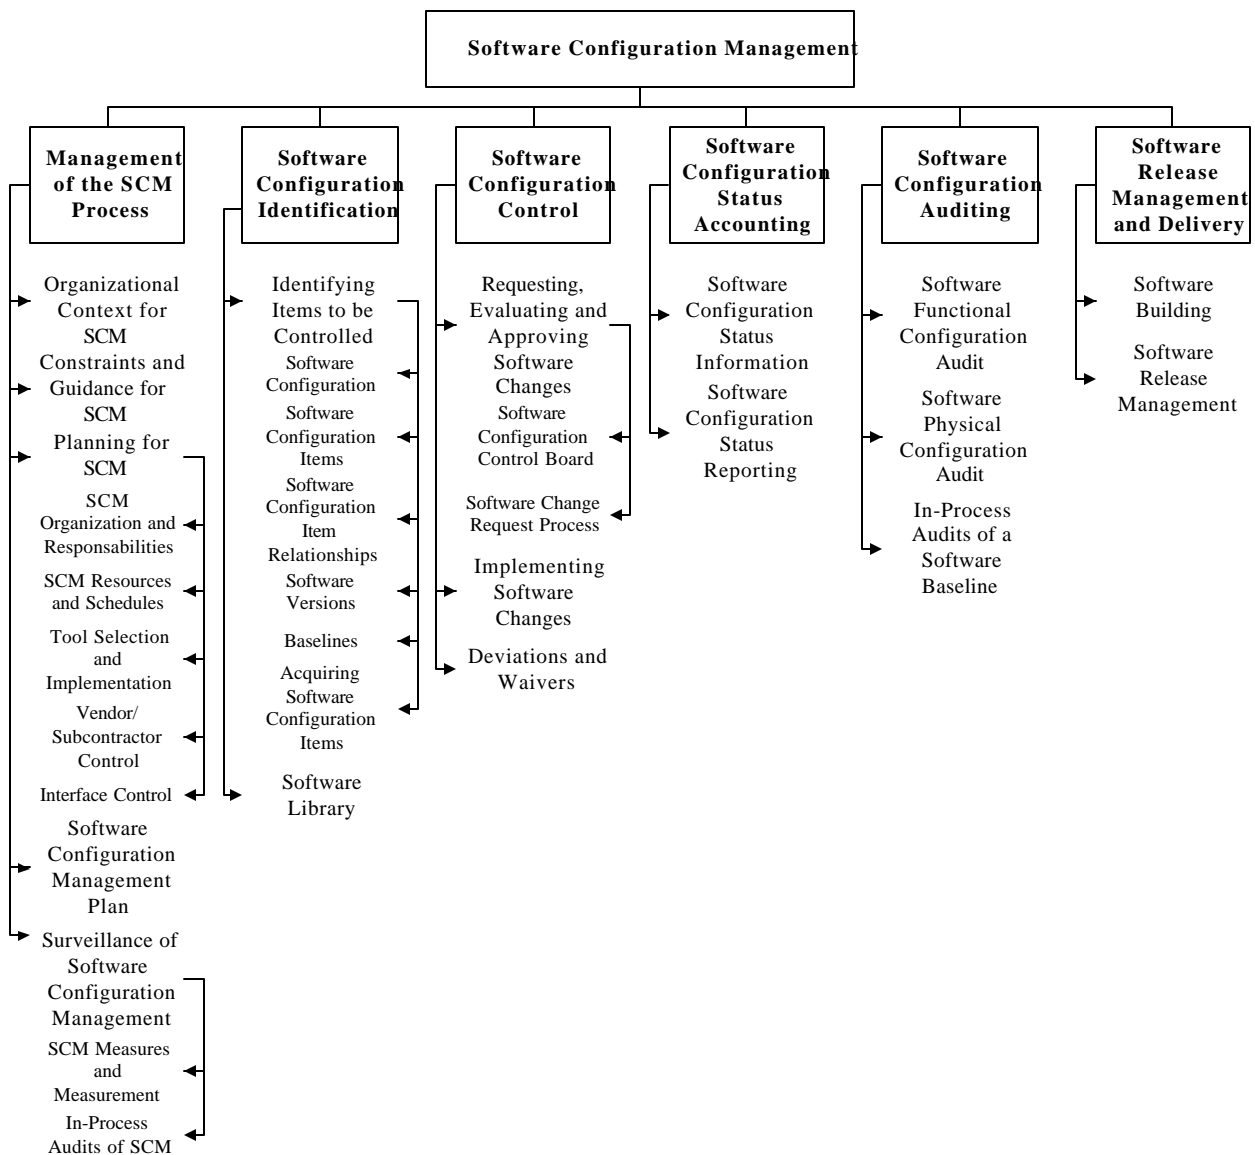 Software Configuration Management
Management
of the SCM
Process
Organizational
Context for
SCM
Constraints and
Guidance for
SCM
Planning for
SCM
SCM
Organization and
Responsabilities
SCM Resources
and Schedules
Tool Selection
and
Implementation
Vendor/
Subcontractor
Control
Interface Control
Software
Configuration
Management
Plan
Surveillance of
Software
Configuration
Management
SCM Measures
and
Measurement
In-Process
Audits of SCM
Software
Configuration
Identification
Identifying
Items to be
Controlled
Software
Configuration
Software
Configuration
Items
Software
Configuration
Item
Relationships
Software
Versions
Baselines
Acquiring
Software
Configuration
Items
Software
Library
Software
Configuration
Control
Requesting,
Evaluating and
Approving
Software
Changes
Software
Configuration
Control Board
Software Change
Request Process
Implementing
Software
Changes
Deviations and
Waivers
Software
Configuration
Status
Accounting
Software
Configuration
Status
Information
Software
Configuration
Status
Reporting
Software
Configuration
Auditing
Software
Functional
Configuration
Audit
Software
Physical
Configuration
Audit
In-Process
Audits of a
Software
Baseline
Software
Release
Management
and Delivery
Software
Building
Software
Release
Management